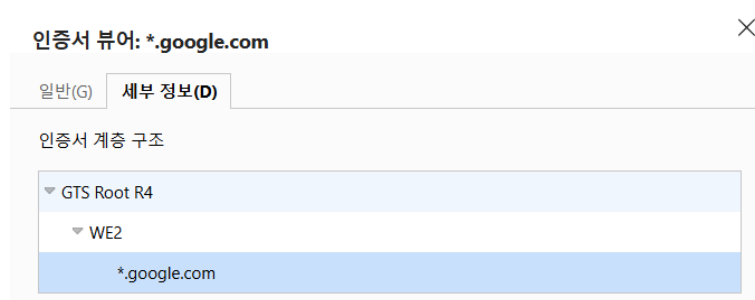 인증서 뷰어: *.google.com
일반(G) 세부 정보(D)
인증서 계층 구조
GTS Root R4
WE2
*.google.com